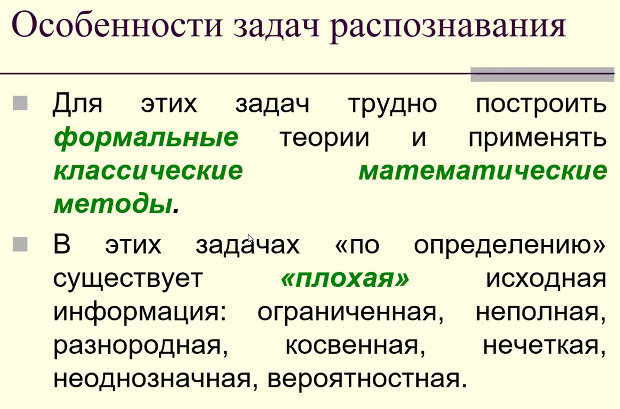 Особенности задач распознавания
Для этих задач трудно построить
формальные теории и применять
классические математические
методы.
В этих задачах «по определению»
существует «плохая» исходная
информация: ограниченная, неполная,
разнородная, косвенная, нечеткая,
неоднозначная, вероятностная.